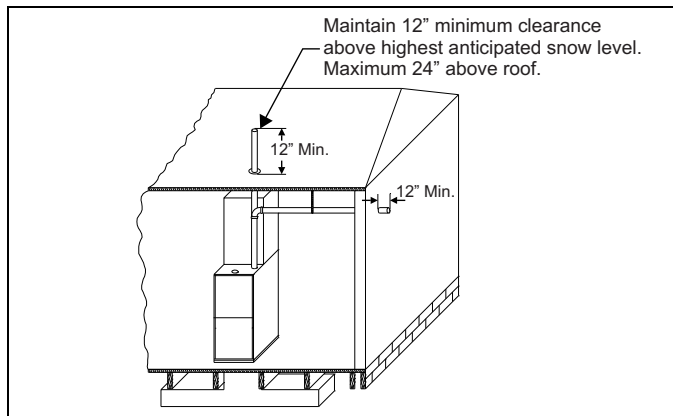 Maintain 12” minimum clearance
above highest anticipated snow level.
Maximum 24” above roof.
12” Min.
12” Min.